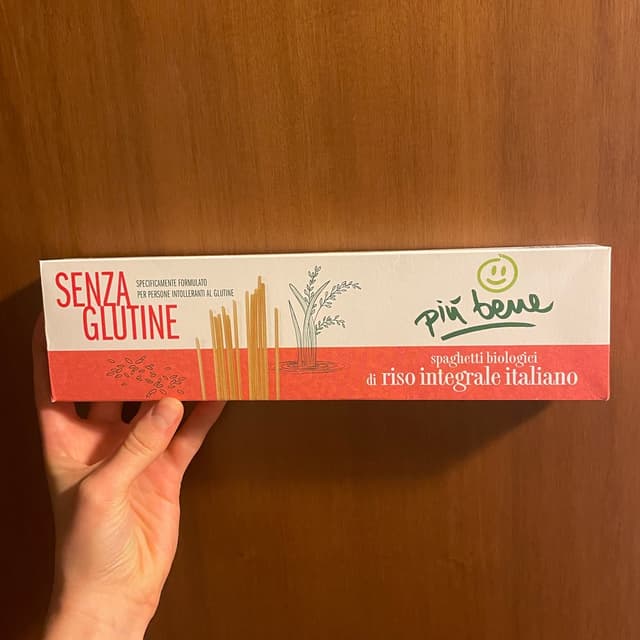 SENZA
GLUTINE
SPECIFICAMENTE FORMULATO
PER PERSONE INTOLLERANTI AL GLUTINE
più bene
spaghetti biologici
di riso integrale italiano